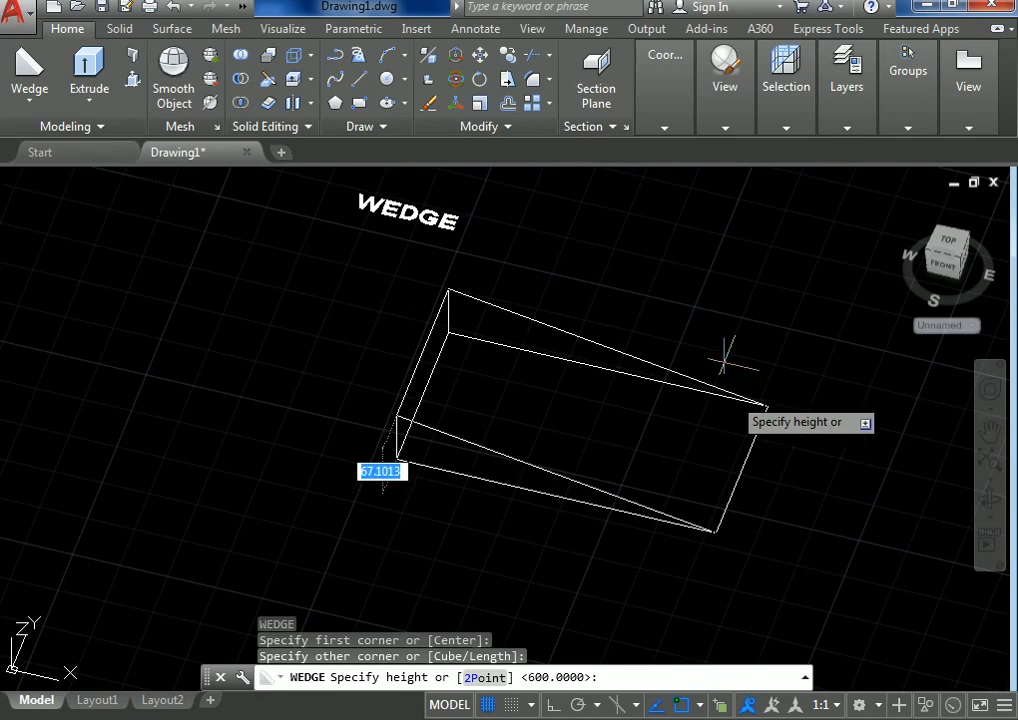 Drawing1.dwg
Type a keyword or phrase
Sign In
Home Solid Surface Mesh Visualize Parametric Insert Annotate View Manage Output Add-ins A360 Express Tools Featured Apps
Wedge
Extrude
Smooth
Object
Section
Plane
Coor...
View
Selection
Layers
Groups
View
Modeling
Mesh
Solid Editing
Draw
Modify
Section
Start
Drawing1*
WEDGE
TOP
FRONT
W
E
S
Unnamed
Specify height or
67.1013
WEDGE
Specify first corner or [Center]:
Specify other corner or [Cube/Length]:
WEDGE Specify height or [2Point] <600.0000>:
Z Y
X
Model Layout1 Layout2
MODEL
1:1